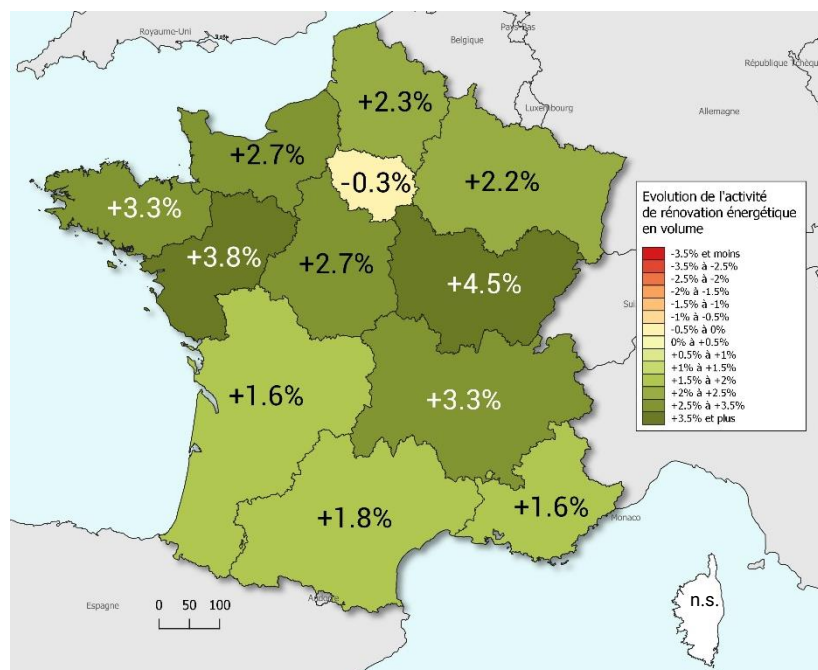 Royaume-Uni
Belgique
Pays-Bas
République Tchèque
Luxembourg
Allemagne
+2.3%
+2.7%
-0.3%
+2.2%
+3.3%
+3.8%
+2.7%
+4.5%
+1.6%
+3.3%
+1.8%
+1.6%
Evolution de l'activité
de rénovation énergétique
en volume
-3.5% et moins
-3.5% à -2.5%
-2.5% à -2%
-2% à -1.5%
-1.5% à -1%
-1% à -0.5%
-0.5% à 0%
0% à +0.5%
+0.5% à +1%
+1% à +1.5%
+1.5% à +2%
+2% à +2.5%
+2.5% à +3.5%
+3.5% et plus
Monaco
n.s.
Andorre
Espagne
0 50 100